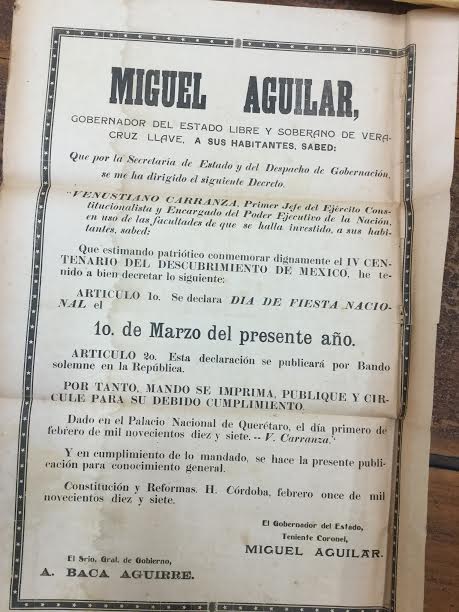 MIGUEL AGUILAR,
GOBERNADOR DEL ESTADO LIBRE Y SOBERANO DE VERA-
CRUZ LLAVE, A SUS HABITANTES, SABED:
Que por la Secretaría de Estado y del Despacho de Gobernación,
se me ha dirigido el siguiente Decreto.
"VENUSTIANO CARRANZA, Primer Jefe del Ejército Cons-
titucionalista y Encargado del Poder Ejecutivo de la Nación,
en uso de las facultades de que se halla investido, a sus habi-
tantes, sabed:
Que estimando patriótico conmemorar dignamente el IV CEN-
TENARIO DEL DESCUBRIMIENTO DE MEXICO, he te-
nido a bien decretar lo siguiente:
ARTICULO 1o. Se declara DIA DE FIESTA NACIO-
NAL el
1o. de Marzo del presente año.
ARTICULO 2o. Esta declaración se publicará por Bando
solemne en la República.
POR TANTO, MANDO SE IMPRIMA, PUBLIQUE Y CIR-
CULE PARA SU DEBIDO CUMPLIMIENTO.
Dado en el Palacio Nacional de Querétaro, el día primero de
febrero de mil novecientos diez y siete.--V. Carranza."
Y en cumplimiento de lo mandado, se hace la presente publi-
cación para conocimiento general.
Constitución y Reformas. H. Córdoba, febrero once de mil
novecientos diez y siete.
El Gobernador del Estado,
Teniente Coronel,
MIGUEL AGUILAR.
El Srio. Gral. de Gobierno,
A. BACA AGUIRRE.